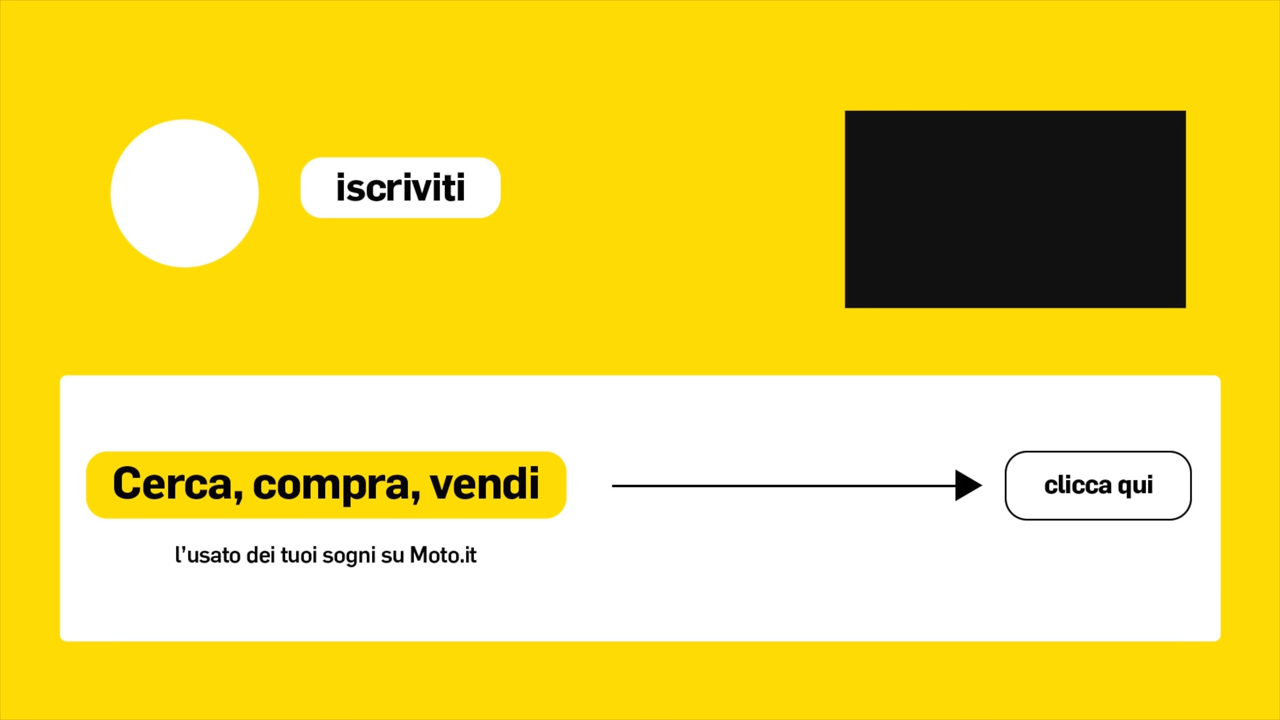 iscriviti
Cerca, compra, vendi
clicca qui
l’usato dei tuoi sogni su Moto.it